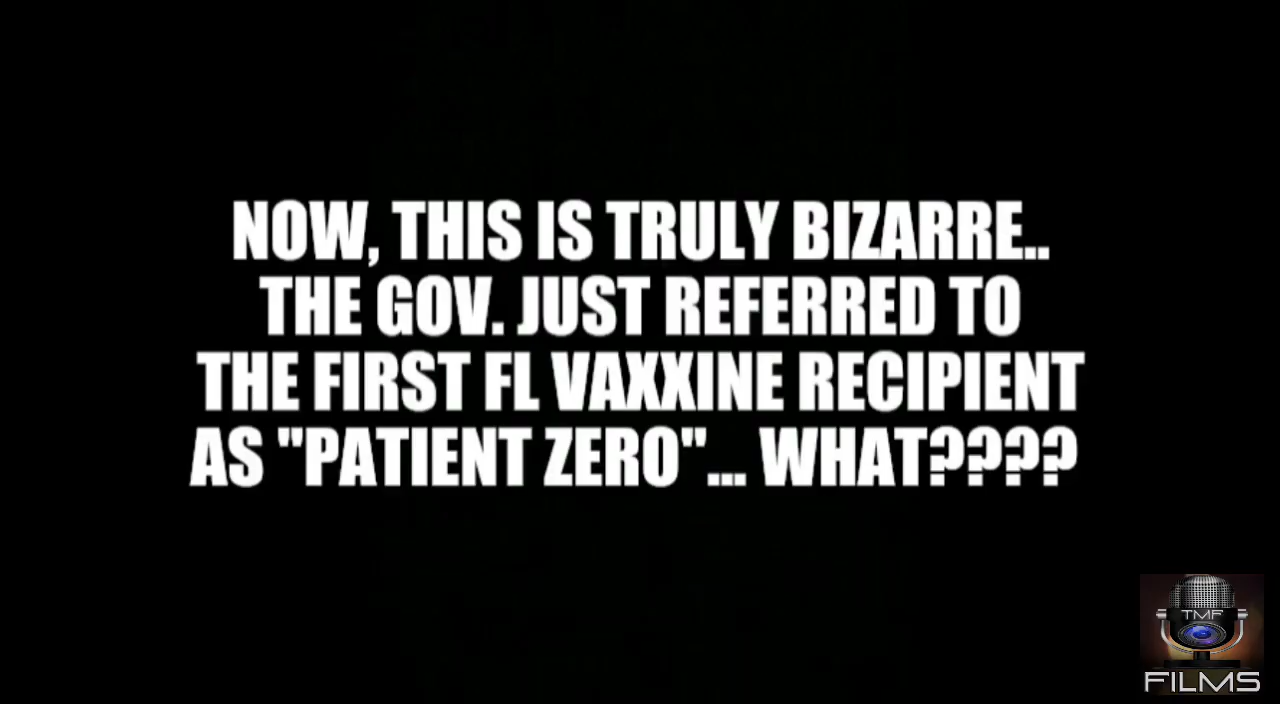 NOW, THIS IS TRULY BIZARRE..
THE GOV. JUST REFERRED TO
THE FIRST FL VAXXINE RECIPIENT
AS "PATIENT ZERO"... WHAT????
TMF
FILMS